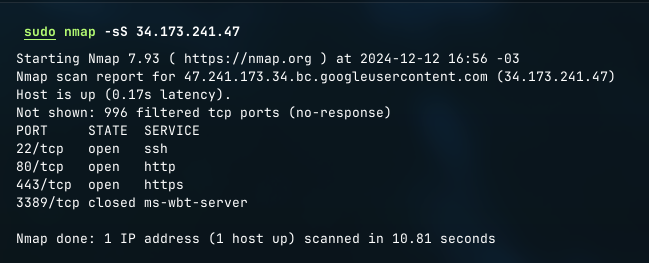 sudo nmap -sS 34.173.241.47
Starting Nmap 7.93 ( https://nmap.org ) at 2024-12-12 16:56 -03
Nmap scan report for 47.241.173.34.bc.googleusercontent.com (34.173.241.47)
Host is up (0.17s latency).
Not shown: 996 filtered tcp ports (no-response)
PORT     STATE  SERVICE
22/tcp   open   ssh
80/tcp   open   http
443/tcp  open   https
3389/tcp closed ms-wbt-server
Nmap done: 1 IP address (1 host up) scanned in 10.81 seconds